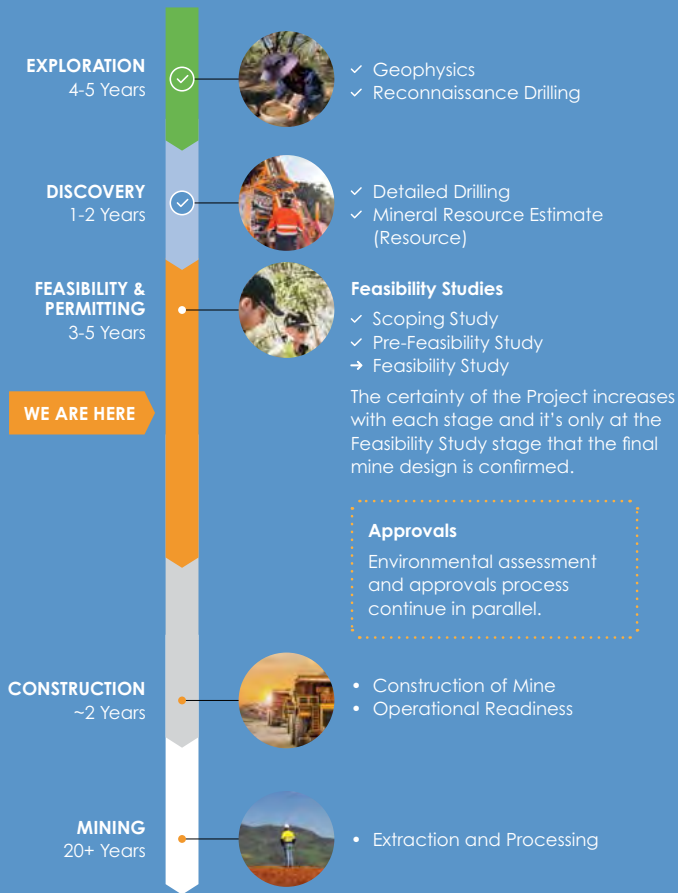 EXPLORATION
4-5 Years
✓ Geophysics
✓ Reconnaissance Drilling
DISCOVERY
1-2 Years
✓ Detailed Drilling
✓ Mineral Resource Estimate
(Resource)
FEASIBILITY &
PERMITTING
3-5 Years
Feasibility Studies
✓ Scoping Study
✓ Pre-Feasibility Study
→ Feasibility Study
WE ARE HERE
The certainty of the Project increases
with each stage and it's only at the
Feasibility Study stage that the final
mine design is confirmed.
Approvals
Environmental assessment
and approvals process
continue in parallel.
CONSTRUCTION
~2 Years
• Construction of Mine
• Operational Readiness
MINING
20+ Years
• Extraction and Processing